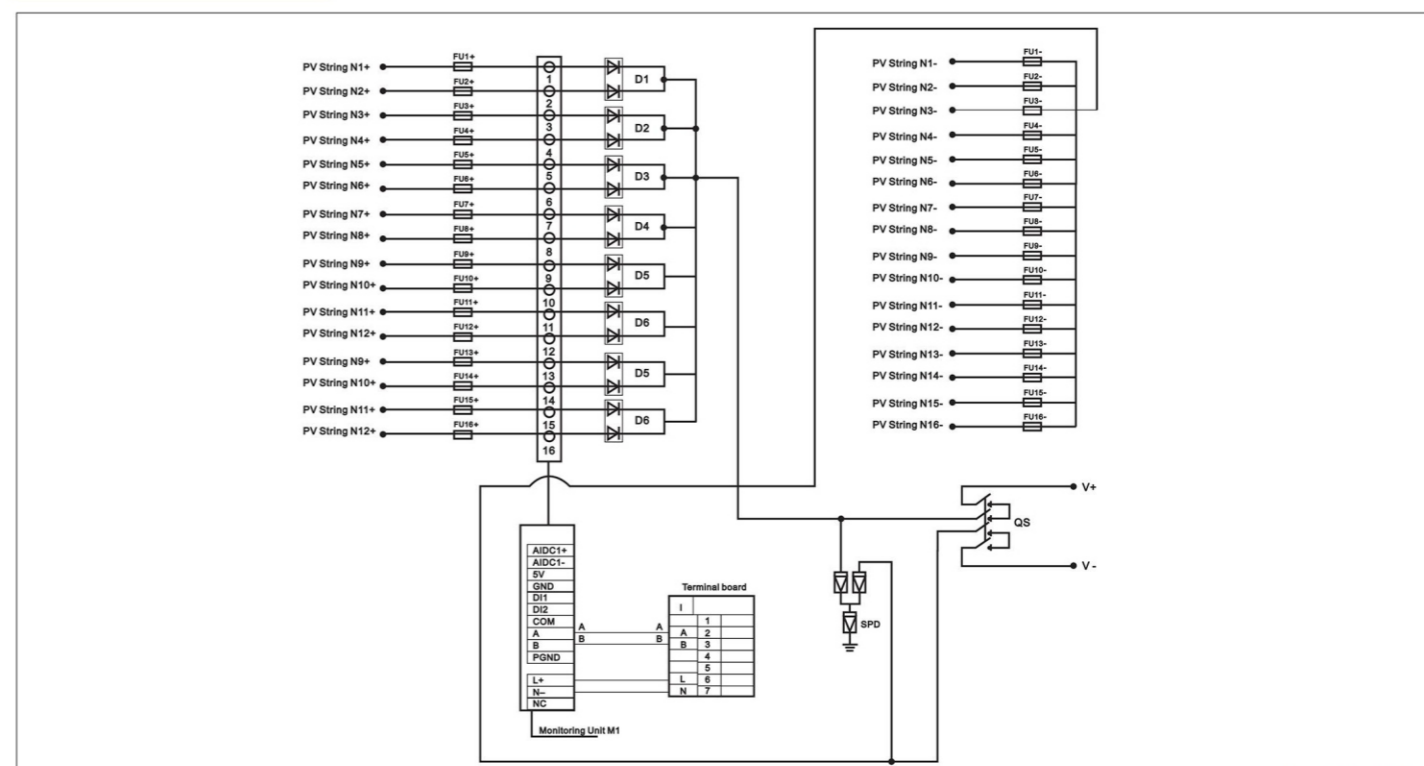 PV String N1+ FU1+
PV String N2+ FU2+
PV String N3+ FU3+
PV String N4+ FU4+
PV String N5+ FU5+
PV String N6+ FU6+
PV String N7+ FU7+
PV String N8+ FU8+
PV String N9+ FU9+
PV String N10+ FU10+
PV String N11+ FU11+
PV String N12+ FU12+
PV String N9+ FU13+
PV String N10+ FU14+
PV String N11+ FU15+
PV String N12+ FU16+
1
2
3
4
5
6
7
8
9
10
11
12
13
14
15
16
D1
D2
D3
D4
D5
D6
D5
D6
PV String N1- FU1-
PV String N2- FU2-
PV String N3- FU3-
PV String N4- FU4-
PV String N5- FU5-
PV String N6- FU6-
PV String N7- FU7-
PV String N8- FU8-
PV String N9- FU9-
PV String N10- FU10-
PV String N11- FU11-
PV String N12- FU12-
PV String N13- FU13-
PV String N14- FU14-
PV String N15- FU15-
PV String N16- FU16-
V+
QS
V-
SPD
AIDC1+
AIDC1-
5V
GND
DI1
DI2
COM
A
B
PGND
L+
N–
NC
Monitoring Unit M1
A A
B B
Terminal board
I
1
A 2
B 3
4
5
L 6
N 7